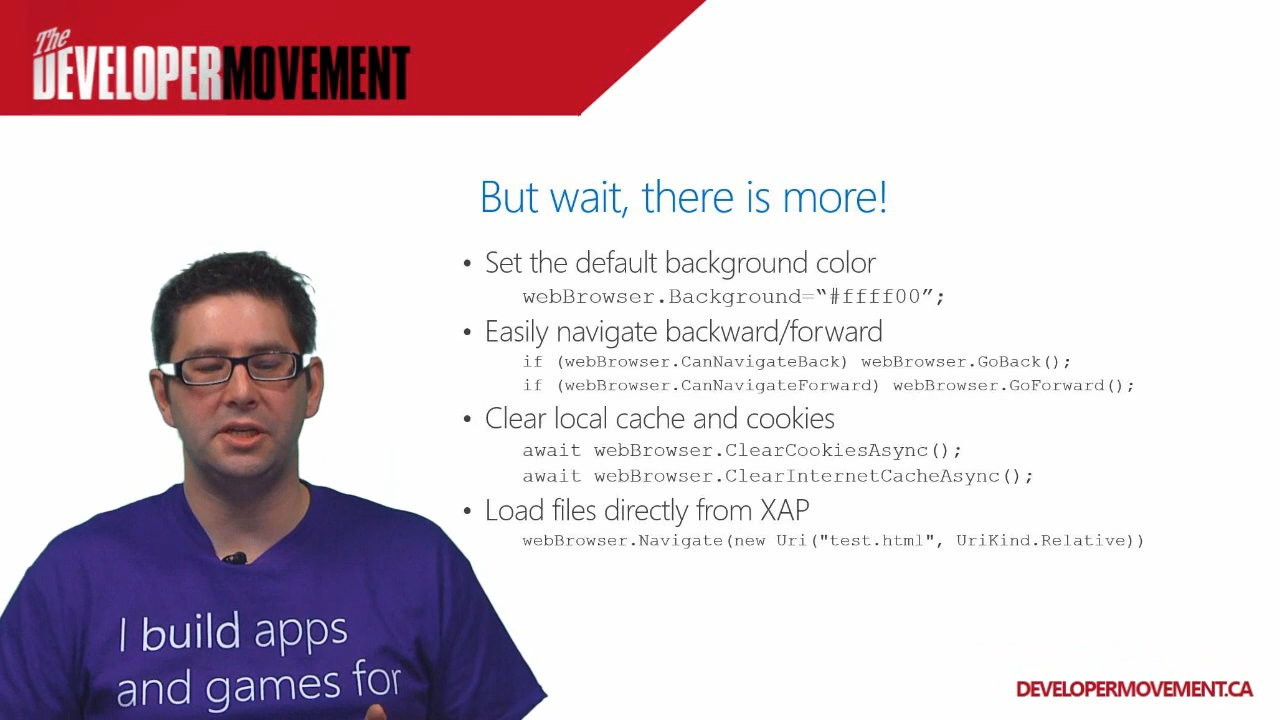 The
DEVELOPERMOVEMENT
But wait, there is more!
• Set the default background color
webBrowser.Background=“#ffff00”;
• Easily navigate backward/forward
if (webBrowser.CanNavigateBack) webBrowser.GoBack();
if (webBrowser.CanNavigateForward) webBrowser.GoForward();
• Clear local cache and cookies
await webBrowser.ClearCookiesAsync();
await webBrowser.ClearInternetCacheAsync();
• Load files directly from XAP
webBrowser.Navigate(new Uri("test.html", UriKind.Relative))
I build apps
and games for
DEVELOPERMOVEMENT.CA